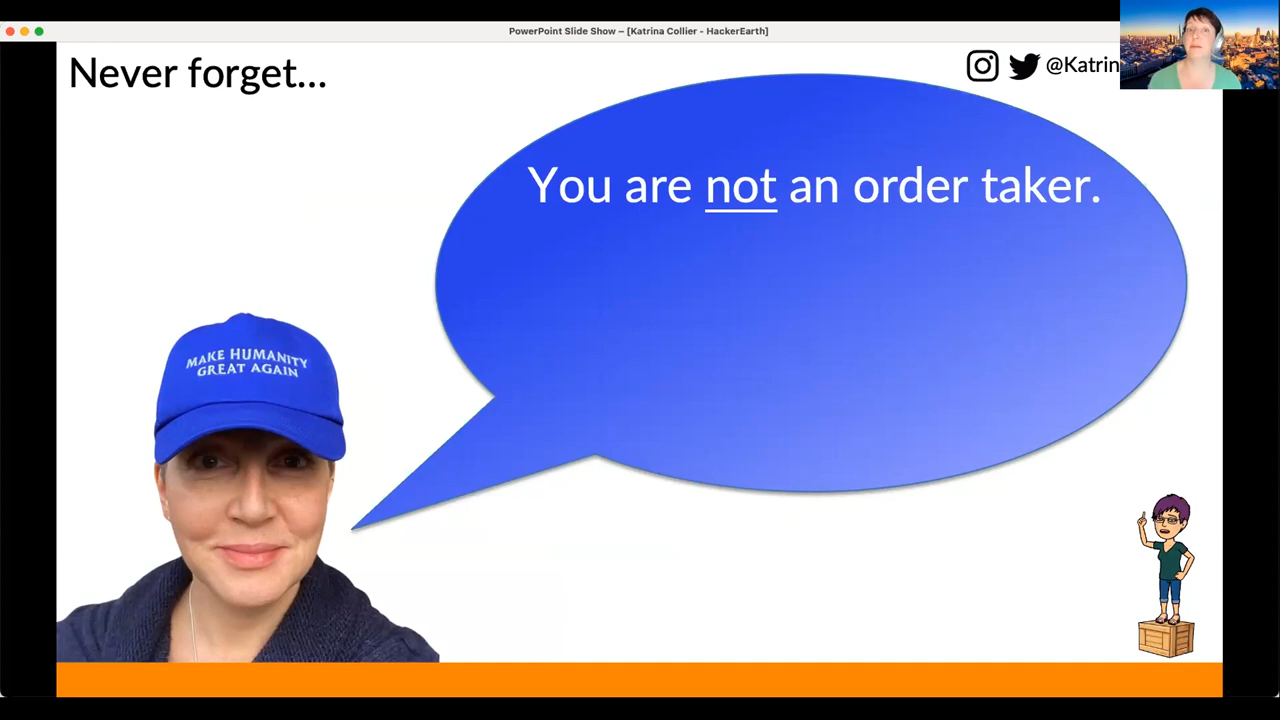 PowerPoint Slide Show – [Katrina Collier - HackerEarth]
Never forget...
@Katrin
You are not an order taker.
MAKE HUMANITY
GREAT AGAIN